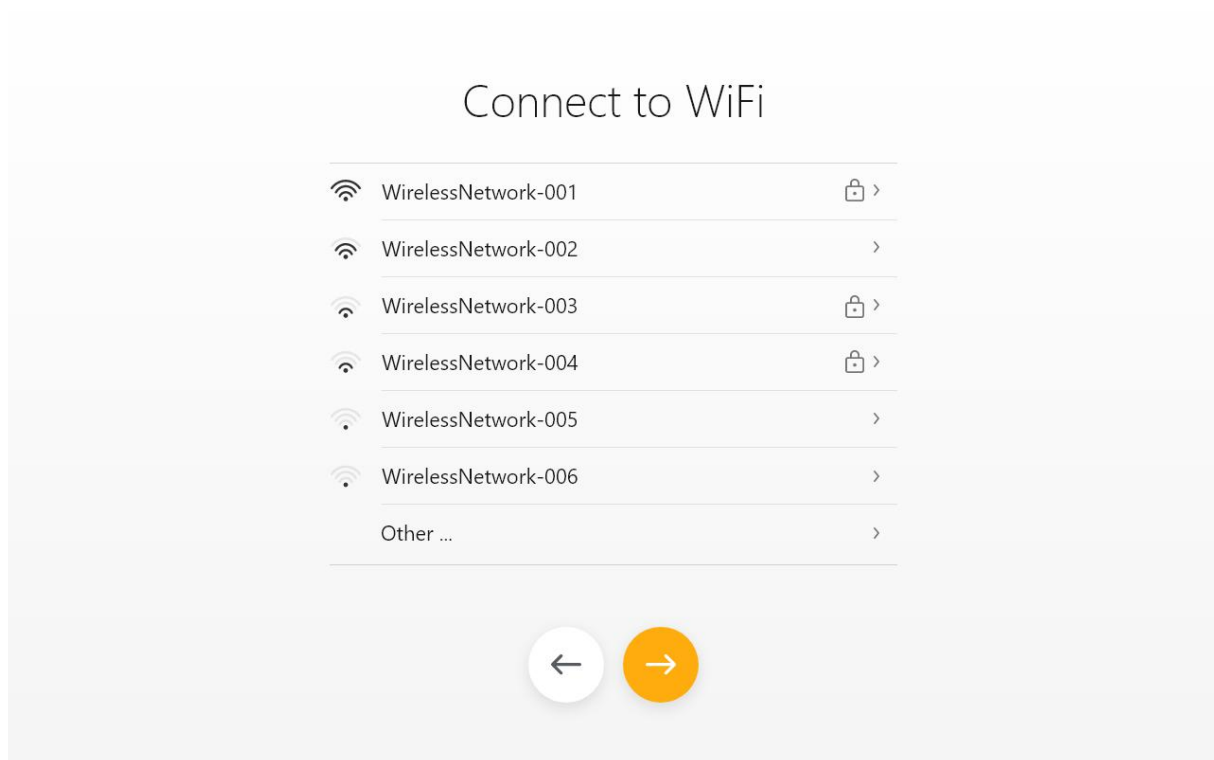 Connect to WiFi
WirelessNetwork-001
WirelessNetwork-002
WirelessNetwork-003
WirelessNetwork-004
WirelessNetwork-005
WirelessNetwork-006
Other ...